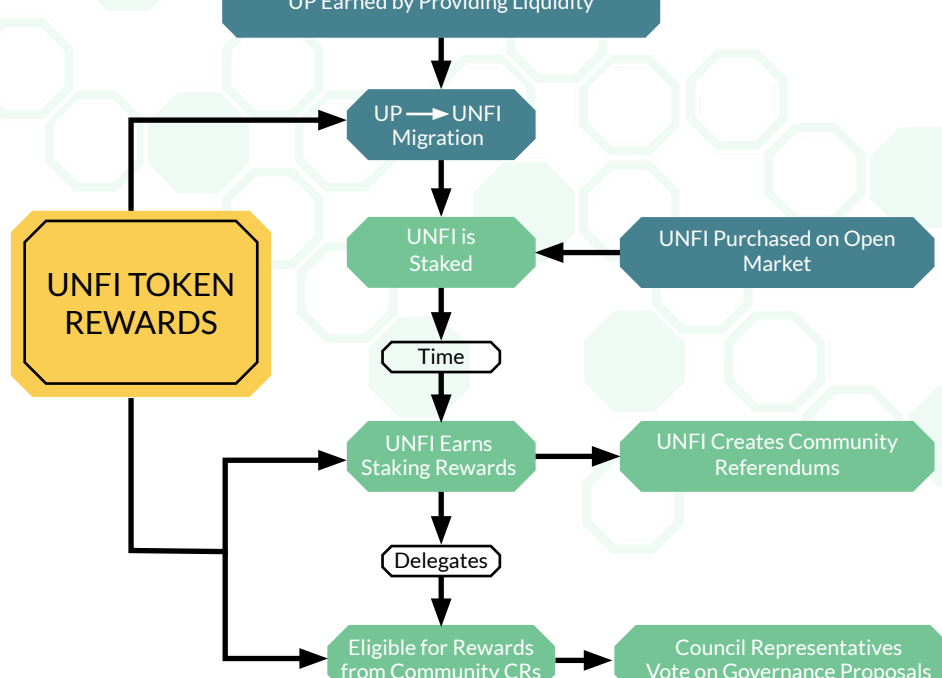 UP Earned by Providing Liquidity
UP → UNFI
Migration
UNFI is
Staked
UNFI Purchased on Open
Market
UNFI TOKEN
REWARDS
Time
UNFI Earns
Staking Rewards
UNFI Creates Community
Referendums
Delegates
Eligible for Rewards
from Community CRs
Council Representatives
Vote on Governance Proposals